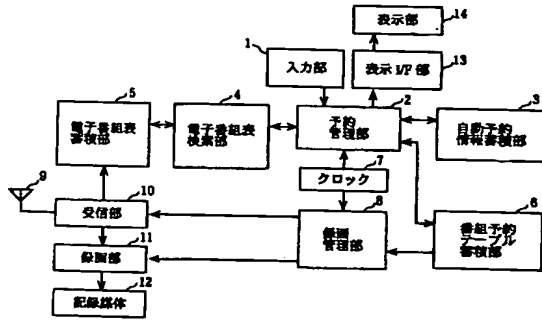 14
表示部
1
入力部
13
表示 I/F 部
5
電子番組表
蓄積部
4
電子番組表
検索部
2
予約
管理部
3
自動予約
情報蓄積部
7
クロック
9
10
受信部
8
録画
管理部
6
番組予約
テーブル
蓄積部
11
録画部
12
記録媒体